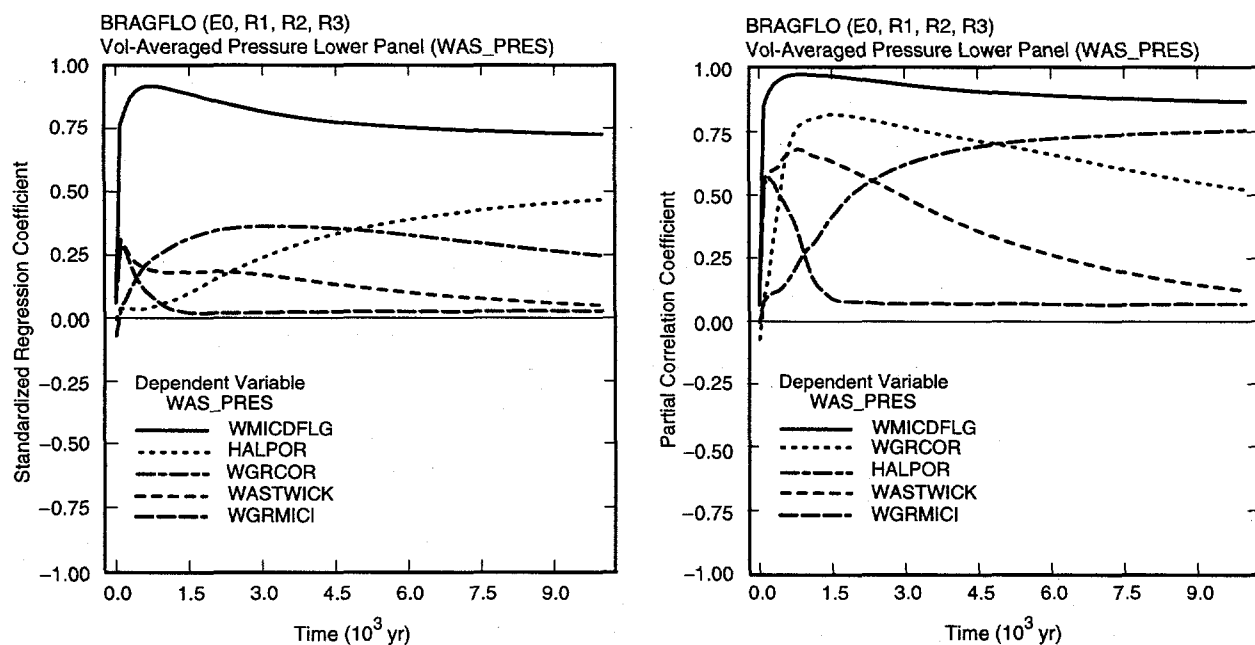 BRAGFLO (E0, R1, R2, R3)
Vol-Averaged Pressure Lower Panel (WAS_PRES)
Standardized Regression Coefficient
1.00
0.75
0.50
0.25
0.00
−0.25
−0.50
−0.75
−1.00
Dependent Variable
WAS_PRES
WMICDFLG
HALPOR
WGRCOR
WASTWICK
WGRMICI
0.0 1.5 3.0 4.5 6.0 7.5 9.0
Time (10³ yr)
BRAGFLO (E0, R1, R2, R3)
Vol-Averaged Pressure Lower Panel (WAS_PRES)
Partial Correlation Coefficient
1.00
0.75
0.50
0.25
0.00
−0.25
−0.50
−0.75
−1.00
Dependent Variable
WAS_PRES
WMICDFLG
WGRCOR
HALPOR
WASTWICK
WGRMICI
0.0 1.5 3.0 4.5 6.0 7.5 9.0
Time (10³ yr)